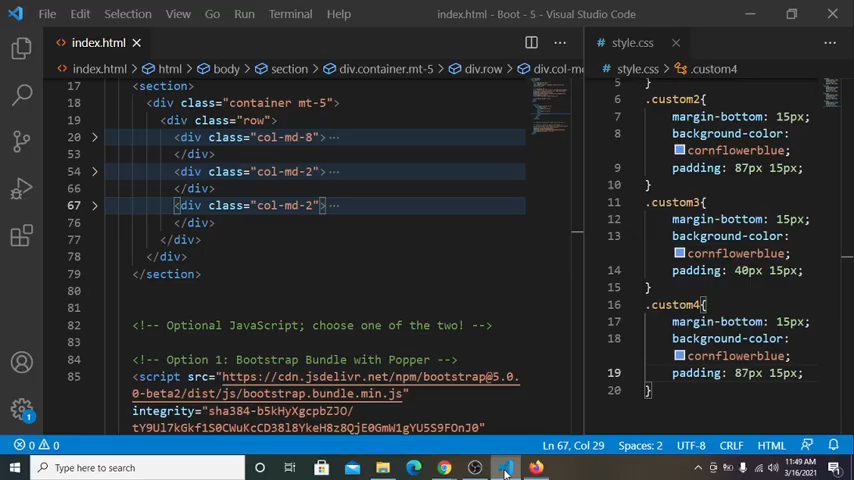 File Edit Selection View Go Run Terminal Help index.html - Boot - 5 - Visual Studio Code
index.html
style.css
index.html > html > body > section > div.container.mt-5 > div.row > div.col-m
style.css > .custom4
17 <section>
18 <div class="container mt-5">
19 <div class="row">
20 <div class="col-md-8"> ···
53 </div>
54 <div class="col-md-2"> ···
66 </div>
67 <div class="col-md-2"> ···
76 </div>
77 </div>
78 </div>
79 </section>
80
81
82 <!-- Optional JavaScript; choose one of the two! -->
83
84 <!-- Option 1: Bootstrap Bundle with Popper -->
85 <script src="https://cdn.jsdelivr.net/npm/bootstrap@5.0.
0-beta2/dist/js/bootstrap.bundle.min.js"
integrity="sha384-b5kHyXgcpbZJO/
tY9Ul7kGkf1S0CWuKcCD38l8YkeH8z8QjE0GmW1gYU5S9FOnJ0"
5 }
6 .custom2{
7 margin-bottom: 15px;
8 background-color:
cornflowerblue;
9 padding: 87px 15px;
10 }
11 .custom3{
12 margin-bottom: 15px;
13 background-color:
cornflowerblue;
14 padding: 40px 15px;
15 }
16 .custom4{
17 margin-bottom: 15px;
18 background-color:
cornflowerblue;
19 padding: 87px 15px;
20 }
1
0 0 Ln 67, Col 29 Spaces: 2 UTF-8 CRLF HTML
Type here to search
11:49 AM
3/16/2021